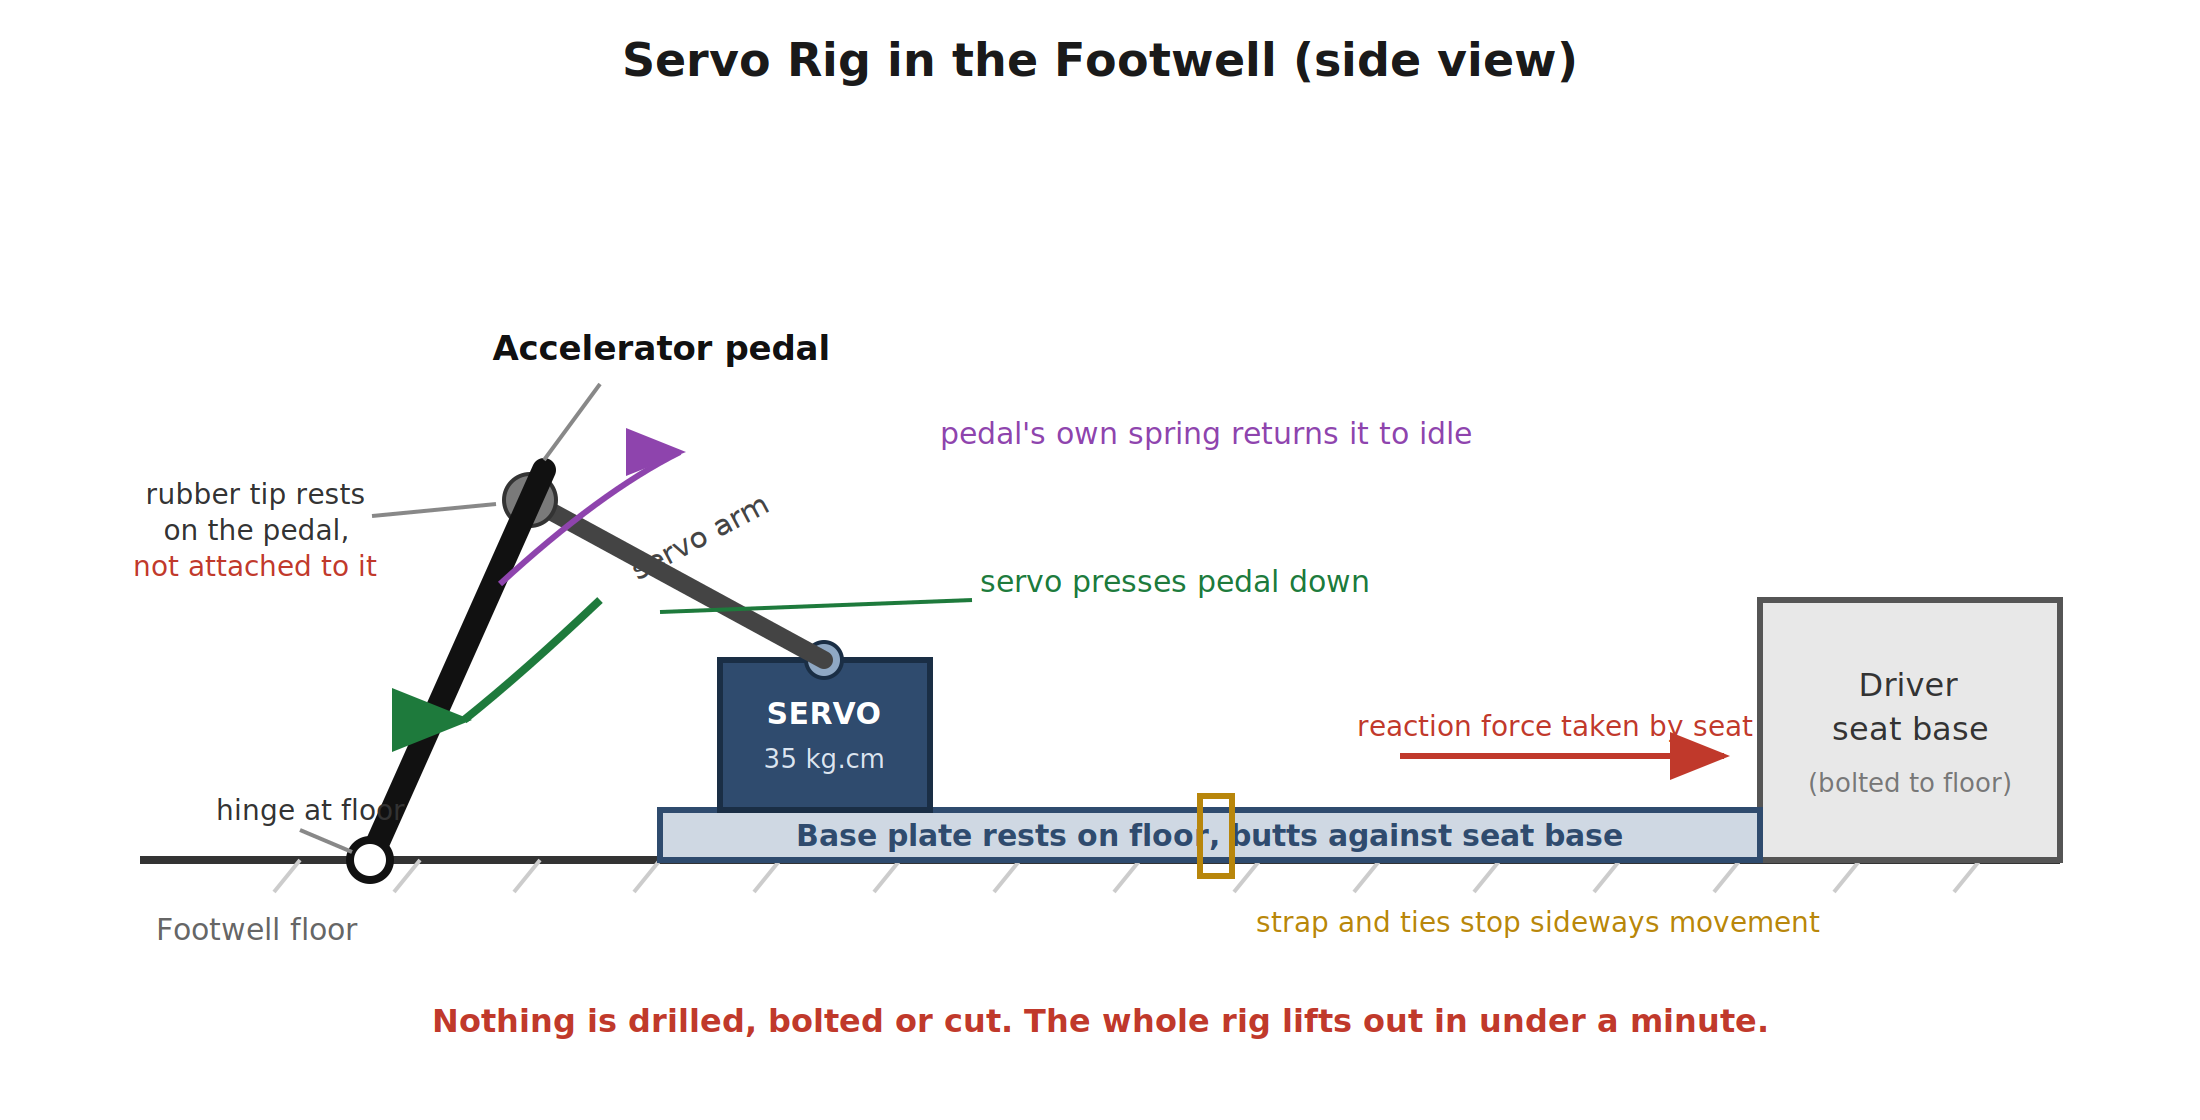 Servo Rig in the Footwell (side view)
Accelerator pedal
pedal's own spring returns it to idle
rubber tip rests
on the pedal,
not attached to it
servo arm
servo presses pedal down
SERVO
35 kg.cm
reaction force taken by seat
Driver
seat base
(bolted to floor)
hinge at floor
Base plate rests on floor, butts against seat base
Footwell floor
strap and ties stop sideways movement
Nothing is drilled, bolted or cut. The whole rig lifts out in under a minute.